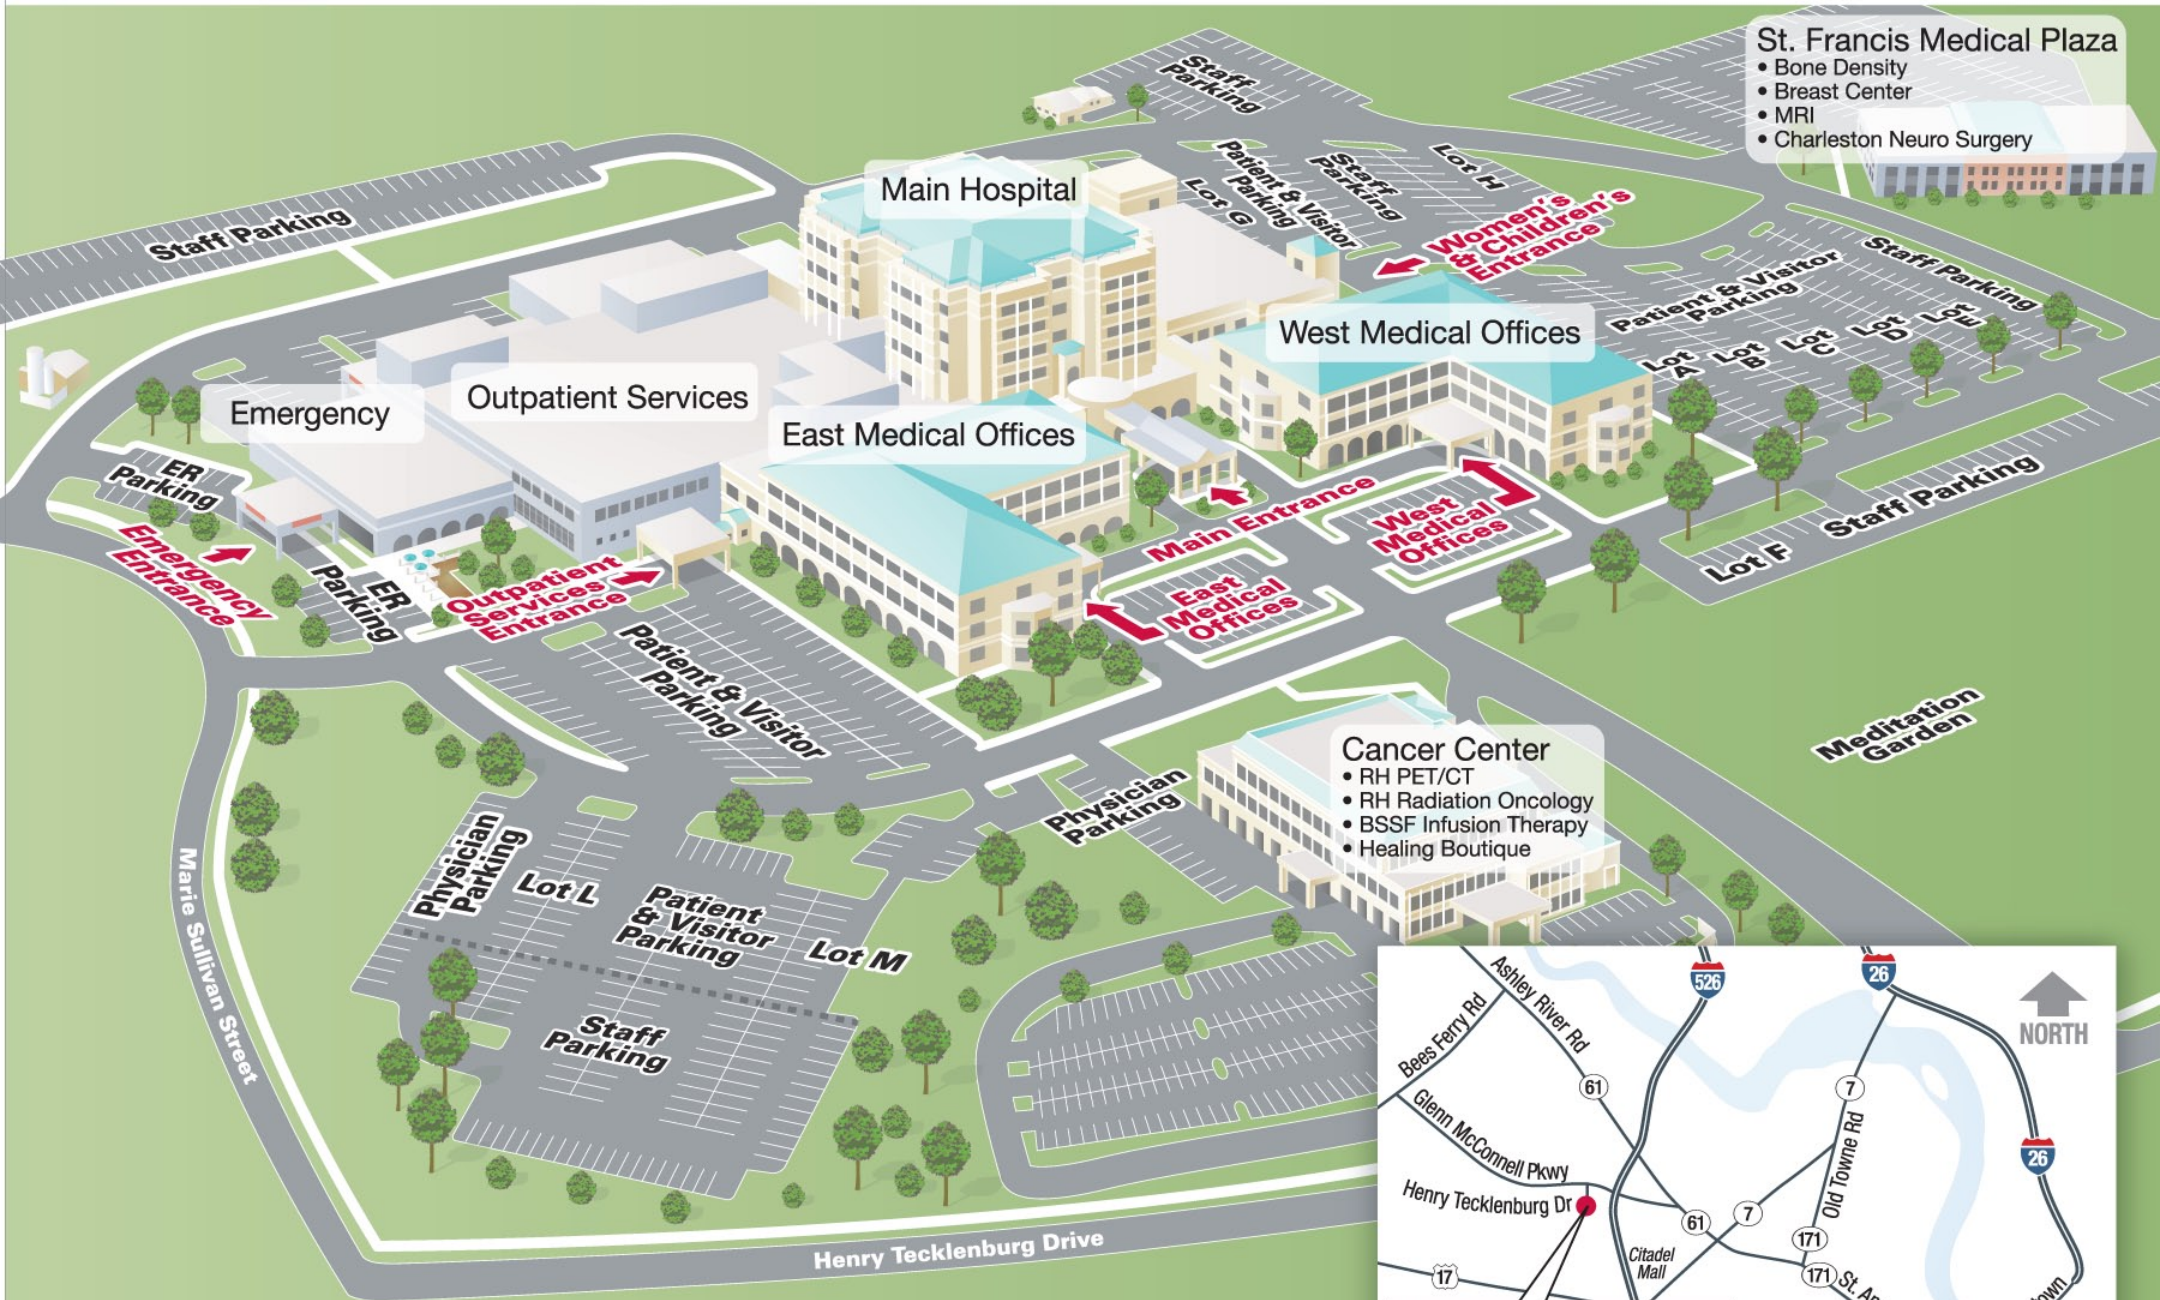 St. Francis Medical Plaza
• Bone Density
• Breast Center
• MRI
• Charleston Neuro Surgery
Staff
Parking
Patient & Visitor
Parking
Lot G
Staff
Parking
Lot H
Women's
& Children's
Entrance
Main Hospital
Staff Parking
Staff Parking
Patient & Visitor
Parking
Lot
A
Lot
B
Lot
C
Lot
D
Lot
E
West Medical Offices
Outpatient Services
Emergency
East Medical Offices
ER
Parking
Emergency
Entrance
ER
Parking
Outpatient
Services
Entrance
Main Entrance
West
Medical
Offices
East
Medical
Offices
Lot F
Staff Parking
Patient & Visitor
Parking
Meditation
Garden
Cancer Center
• RH PET/CT
• RH Radiation Oncology
• BSSF Infusion Therapy
• Healing Boutique
Physician
Parking
Physician
Parking
Lot L
Patient
& Visitor
Parking
Lot M
Staff
Parking
Marie Sullivan Street
Henry Tecklenburg Drive
Ashley River Rd
Bees Ferry Rd
526
26
NORTH
61
7
Glenn McConnell Pkwy
Old Towne Rd
26
Henry Tecklenburg Dr
61
7
171
Citadel
Mall
17
171
St.